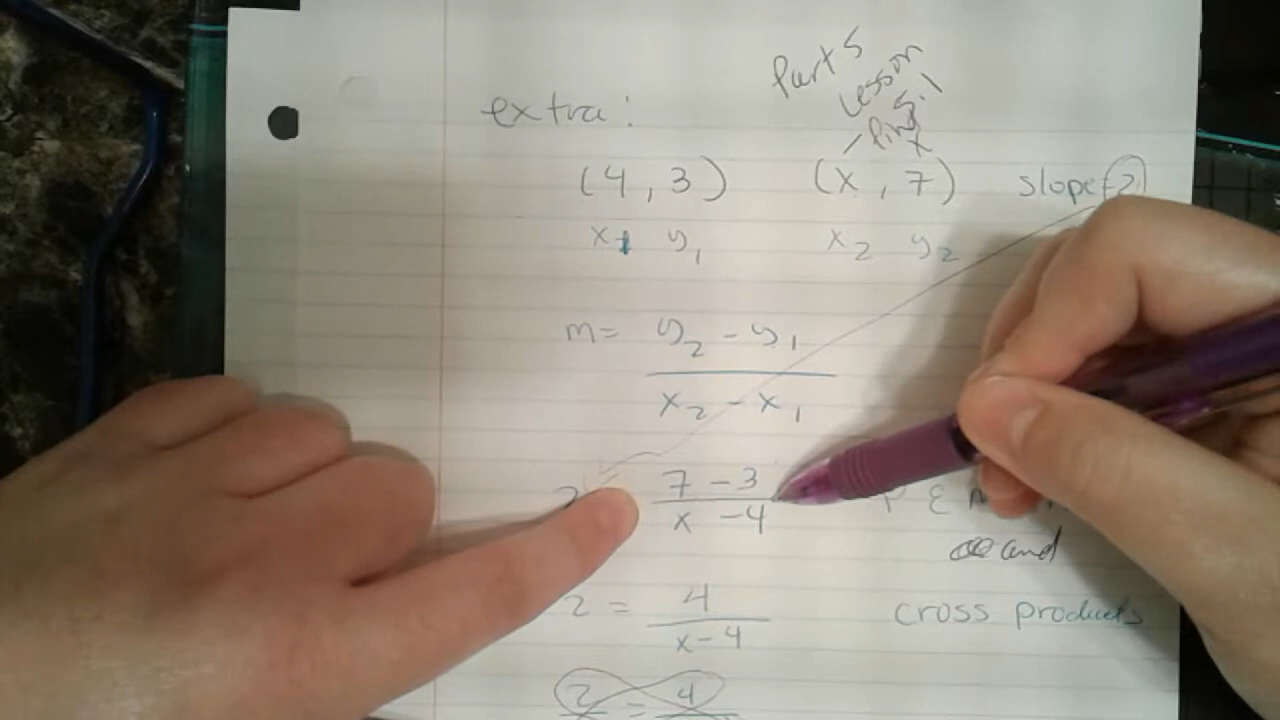 Part 5
Lesson
5.1
extra:
(4, 3) (x, 7) slope=2
x1 y1 x2 y2
m= y2 - y1
x2 - x1
2 7 - 3
x - 4 P E
and
2 = 4 cross products
x-4
2 = 4